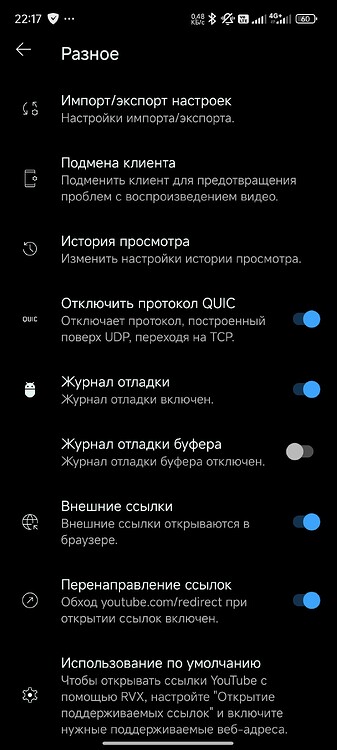 22:17
0,48
КБ/с
4G+
60
Разное
Импорт/экспорт настроек
Настройки импорта/экспорта.
Подмена клиента
Подменить клиент для предотвращения
проблем с воспроизведением видео.
История просмотра
Изменить настройки истории просмотра.
QUIC
Отключить протокол QUIC
Отключает протокол, построенный
поверх UDP, переходя на TCP.
Журнал отладки
Журнал отладки включен.
Журнал отладки буфера
Журнал отладки буфера отключен.
Внешние ссылки
Внешние ссылки открываются в
браузере.
Перенаправление ссылок
Обход youtube.com/redirect при
открытии ссылок включен.
Использование по умолчанию
Чтобы открывать ссылки YouTube с
помощью RVX, настройте "Открытие
поддерживаемых ссылок" и включите
нужные поддерживаемые веб-адреса.